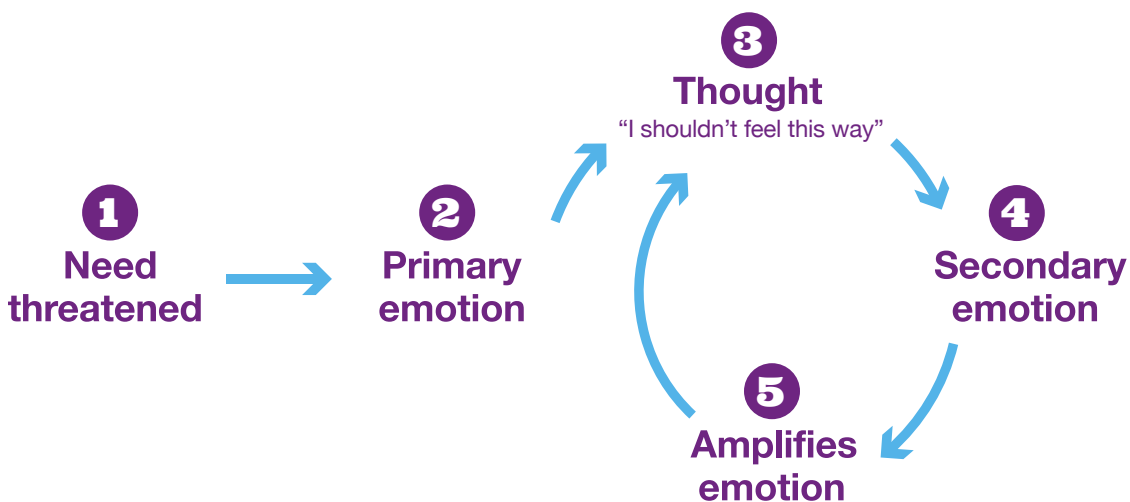 1
Need
threatened
2
Primary
emotion
3
Thought
“I shouldn’t feel this way”
4
Secondary
emotion
5
Amplifies
emotion